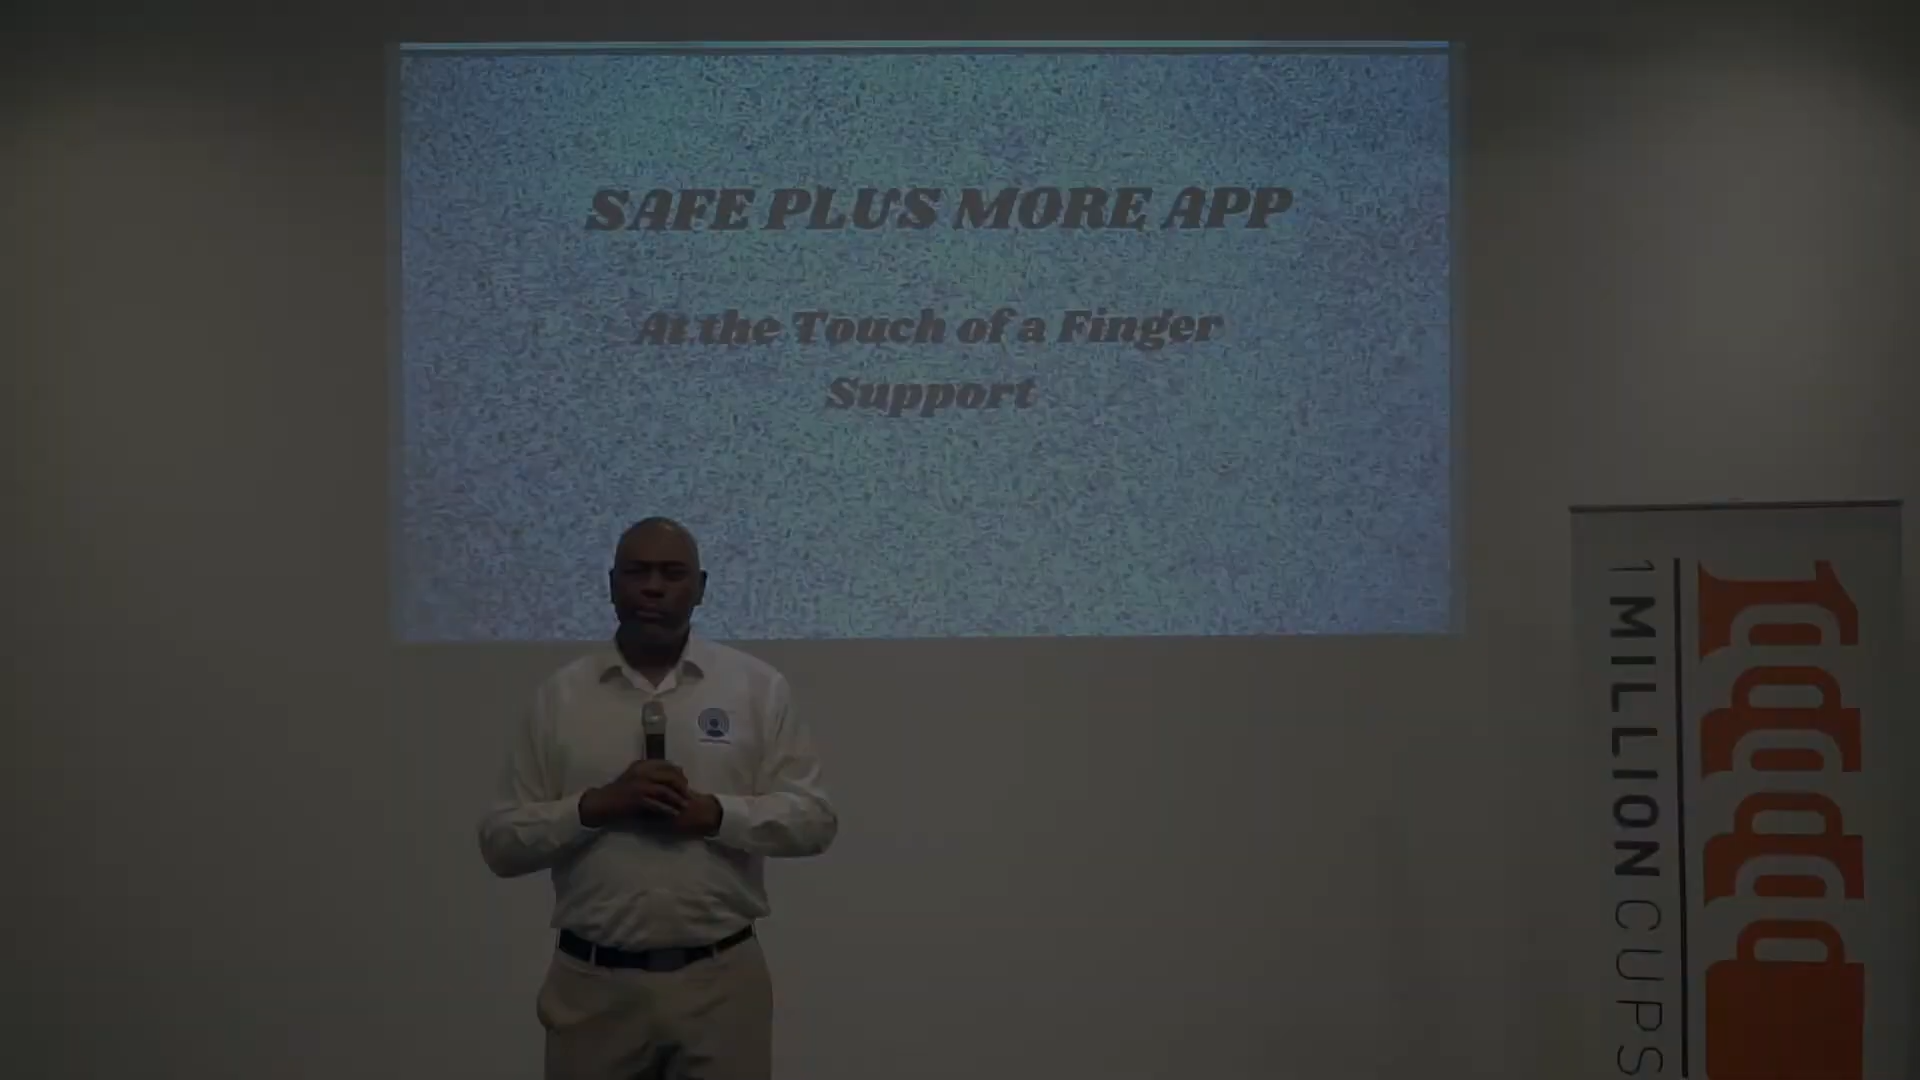 SAFE PLUS MORE APP
At the Touch of a Finger
Support
1 MILLION CUPS